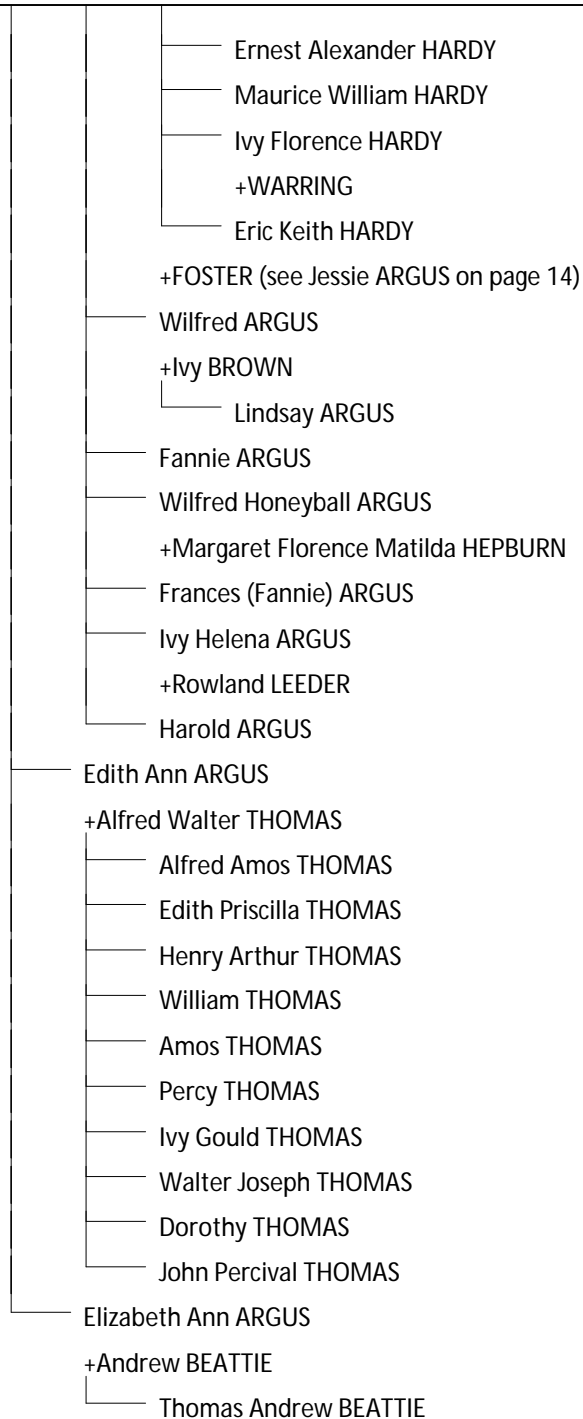 Ernest Alexander HARDY
Maurice William HARDY
Ivy Florence HARDY
+WARRING
Eric Keith HARDY
+FOSTER (see Jessie ARGUS on page 14)
Wilfred ARGUS
+Ivy BROWN
Lindsay ARGUS
Fannie ARGUS
Wilfred Honeyball ARGUS
+Margaret Florence Matilda HEPBURN
Frances (Fannie) ARGUS
Ivy Helena ARGUS
+Rowland LEEDER
Harold ARGUS
Edith Ann ARGUS
+Alfred Walter THOMAS
Alfred Amos THOMAS
Edith Priscilla THOMAS
Henry Arthur THOMAS
William THOMAS
Amos THOMAS
Percy THOMAS
Ivy Gould THOMAS
Walter Joseph THOMAS
Dorothy THOMAS
John Percival THOMAS
Elizabeth Ann ARGUS
+Andrew BEATTIE
Thomas Andrew BEATTIE